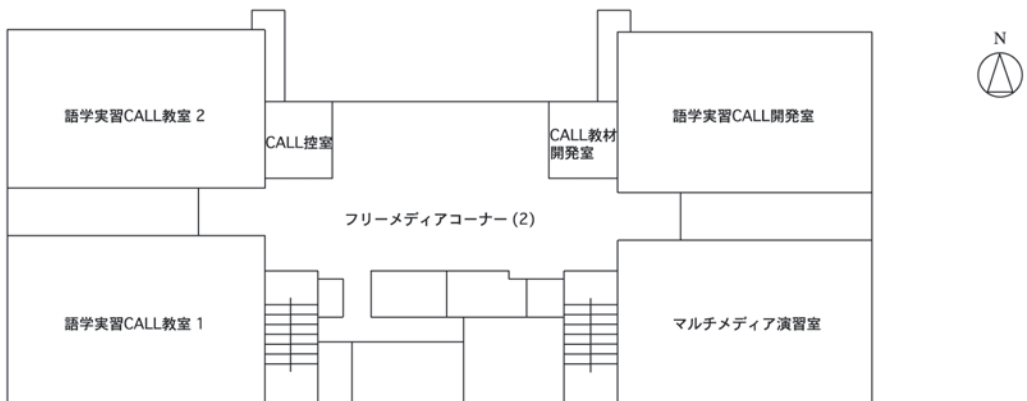 N
語学実習CALL教室 2
語学実習CALL開発室
CALL控室
CALL教材
開発室
フリーメディアコーナー (2)
語学実習CALL教室 1
マルチメディア演習室